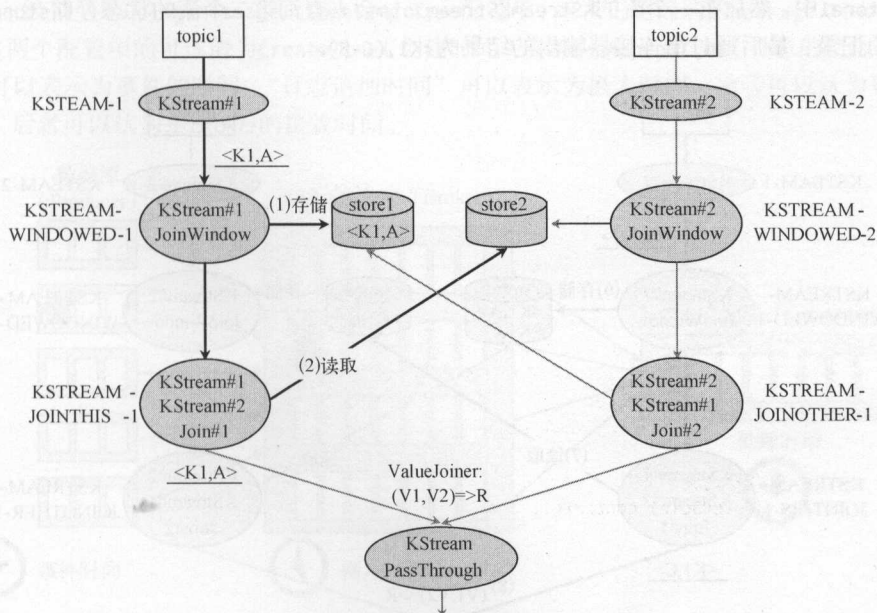 topic1
topic2
KSTEAM-1
KStream#1
KStream#2
KSTEAM-2
<K1,A>
KSTREAM-
WINDOWED-1
KStream#1
JoinWindow
(1)存储
store1
<K1,A>
store2
KStream#2
JoinWindow
KSTREAM -
WINDOWED-2
(2)读取
KSTREAM -
JOINTHIS -1
KStream#1
KStream#2
Join#1
KStream#2
KStream#1
Join#2
KSTREAM -
JOINOTHER-1
<K1,A>
ValueJoiner:
(V1,V2)=>R
KStream
PassThrough